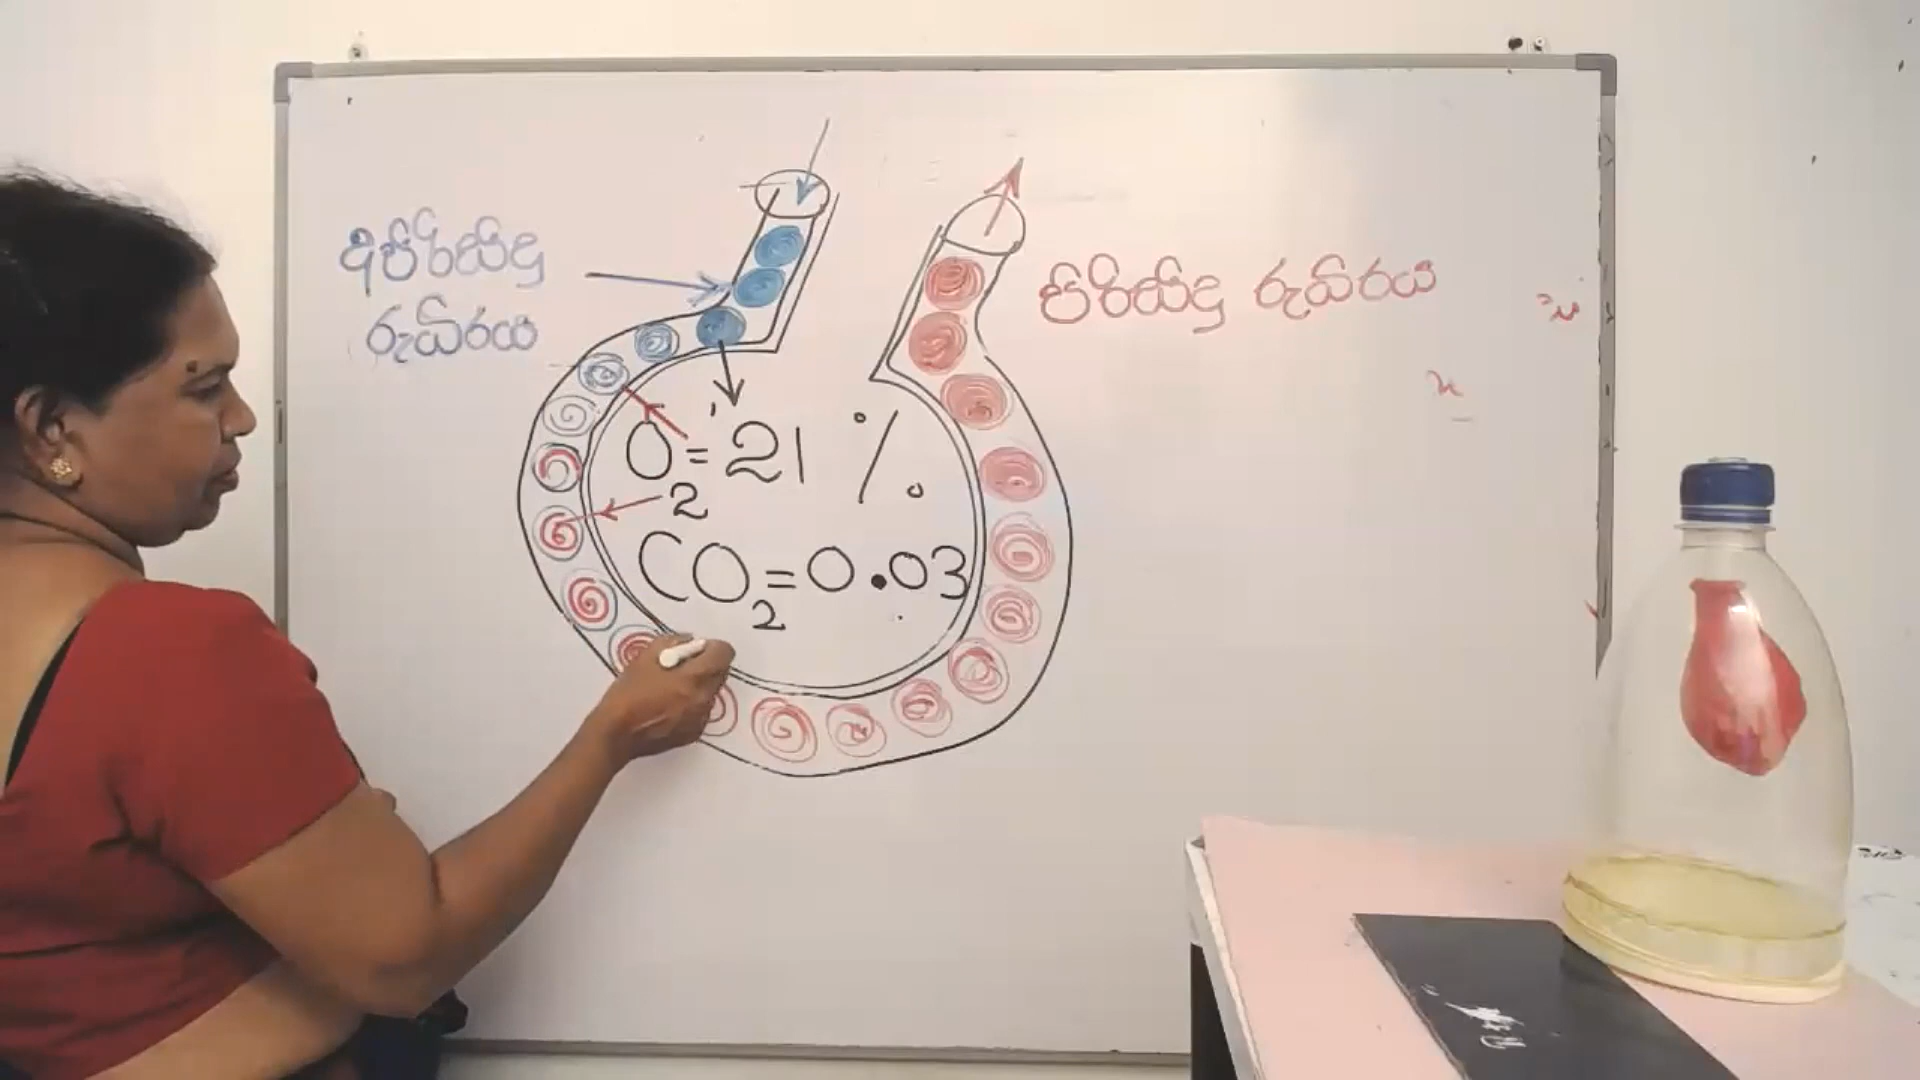 අපිරිසිදු
රුධිරය
පිරිසිදු රුධිරය
O₂ = 21 %
CO₂ = 0.03